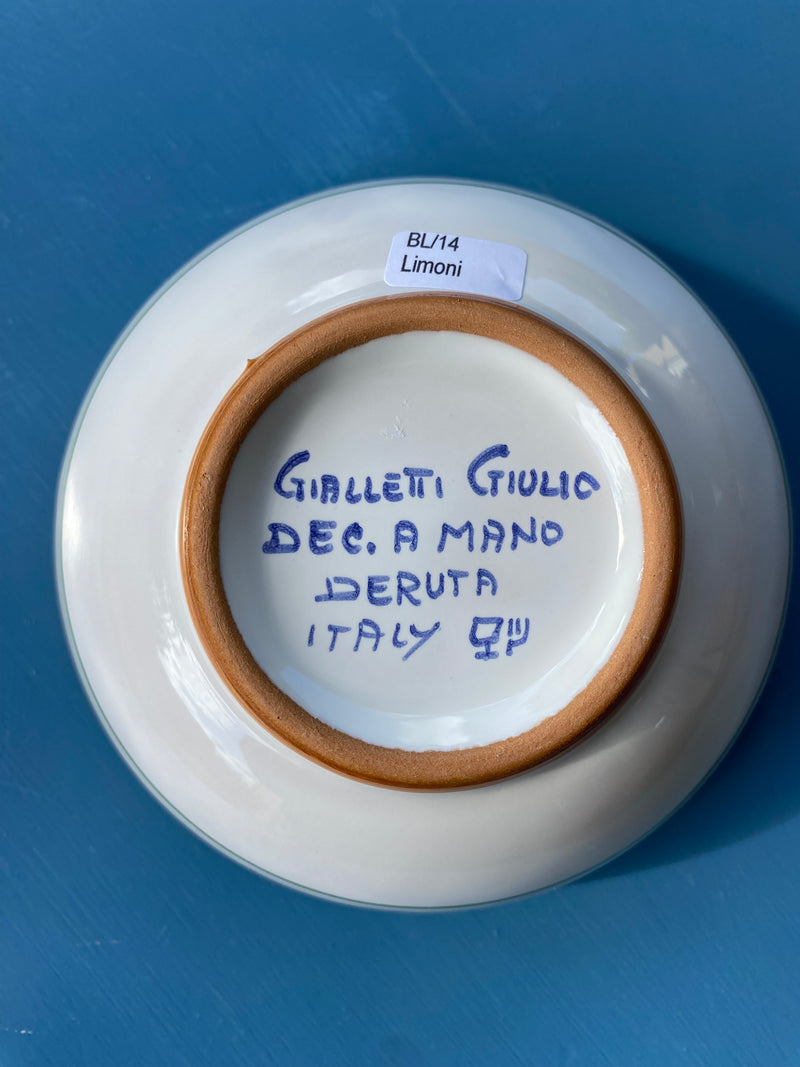 BL/14
Limoni
GIALLETTI GIULIO
DEC. A MANO
DERUTA
ITALY